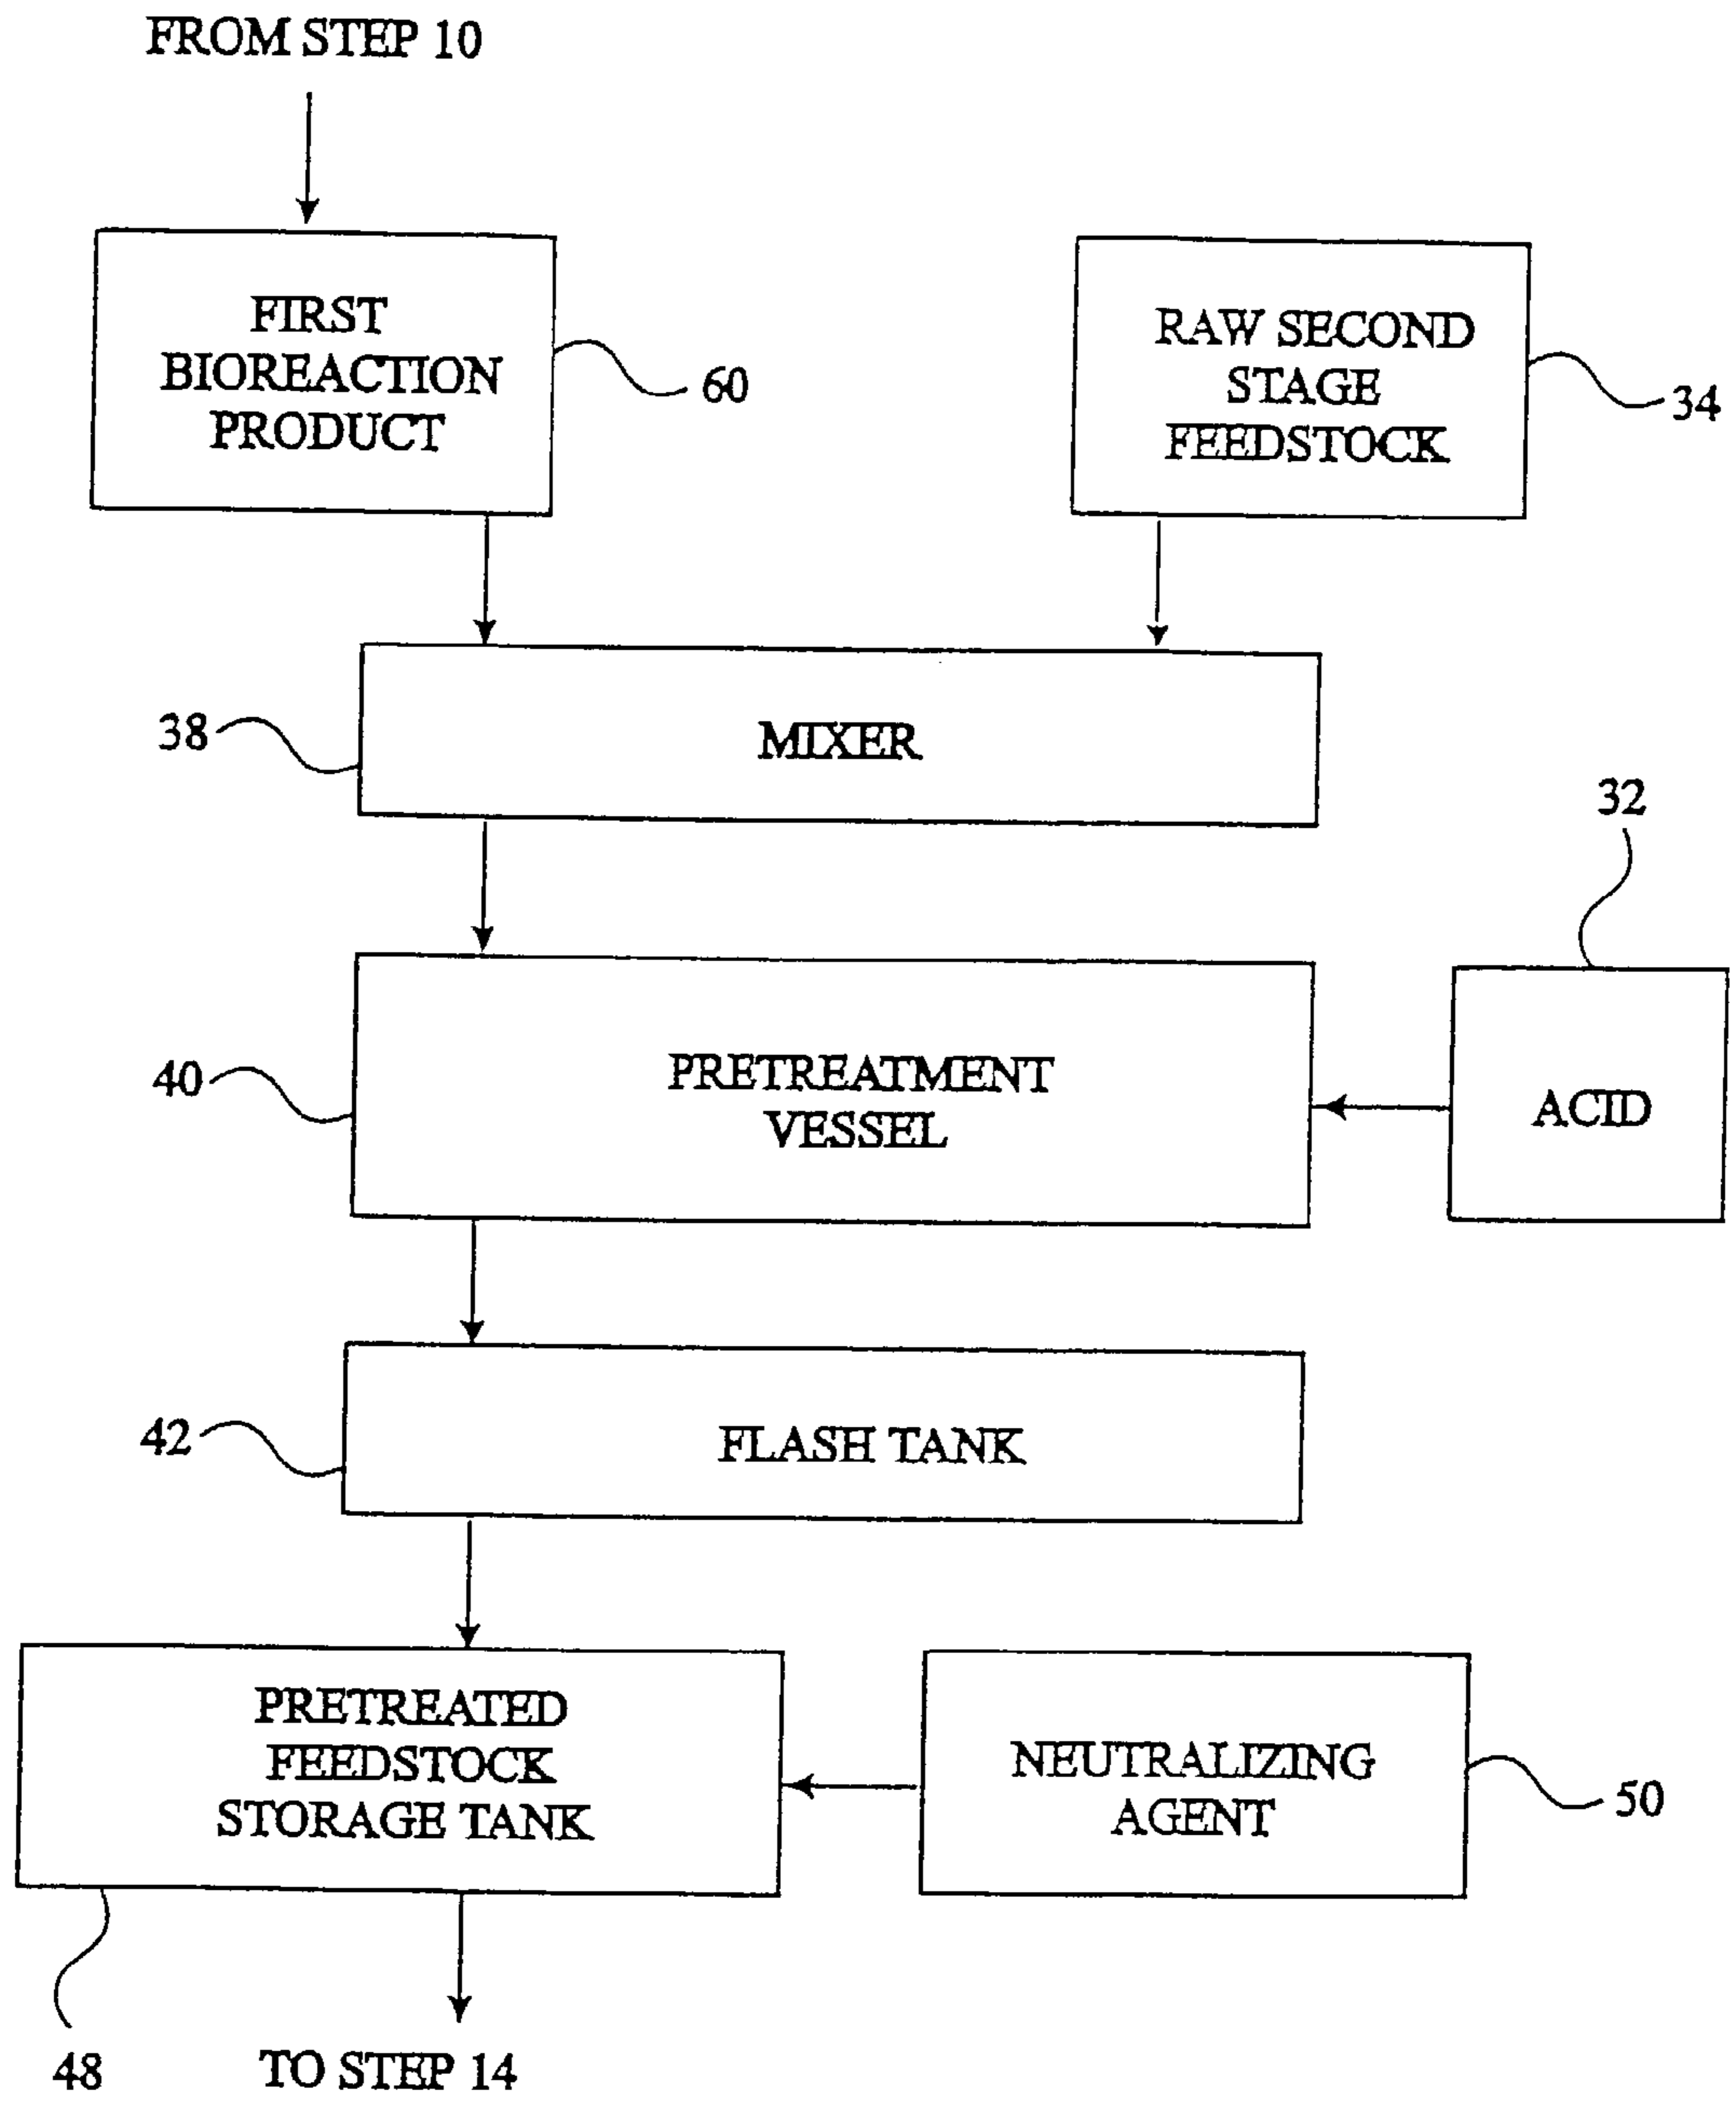 FROM STEP 10
FIRST
BIOREACTION
PRODUCT
60
RAW SECOND
STAGE
FEEDSTOCK
34
38
MIXER
32
40
PRETREATMENT
VESSEL
ACID
42
FLASH TANK
PRETREATED
FEEDSTOCK
STORAGE TANK
NEUTRALIZING
AGENT
50
48
TO STEP 14